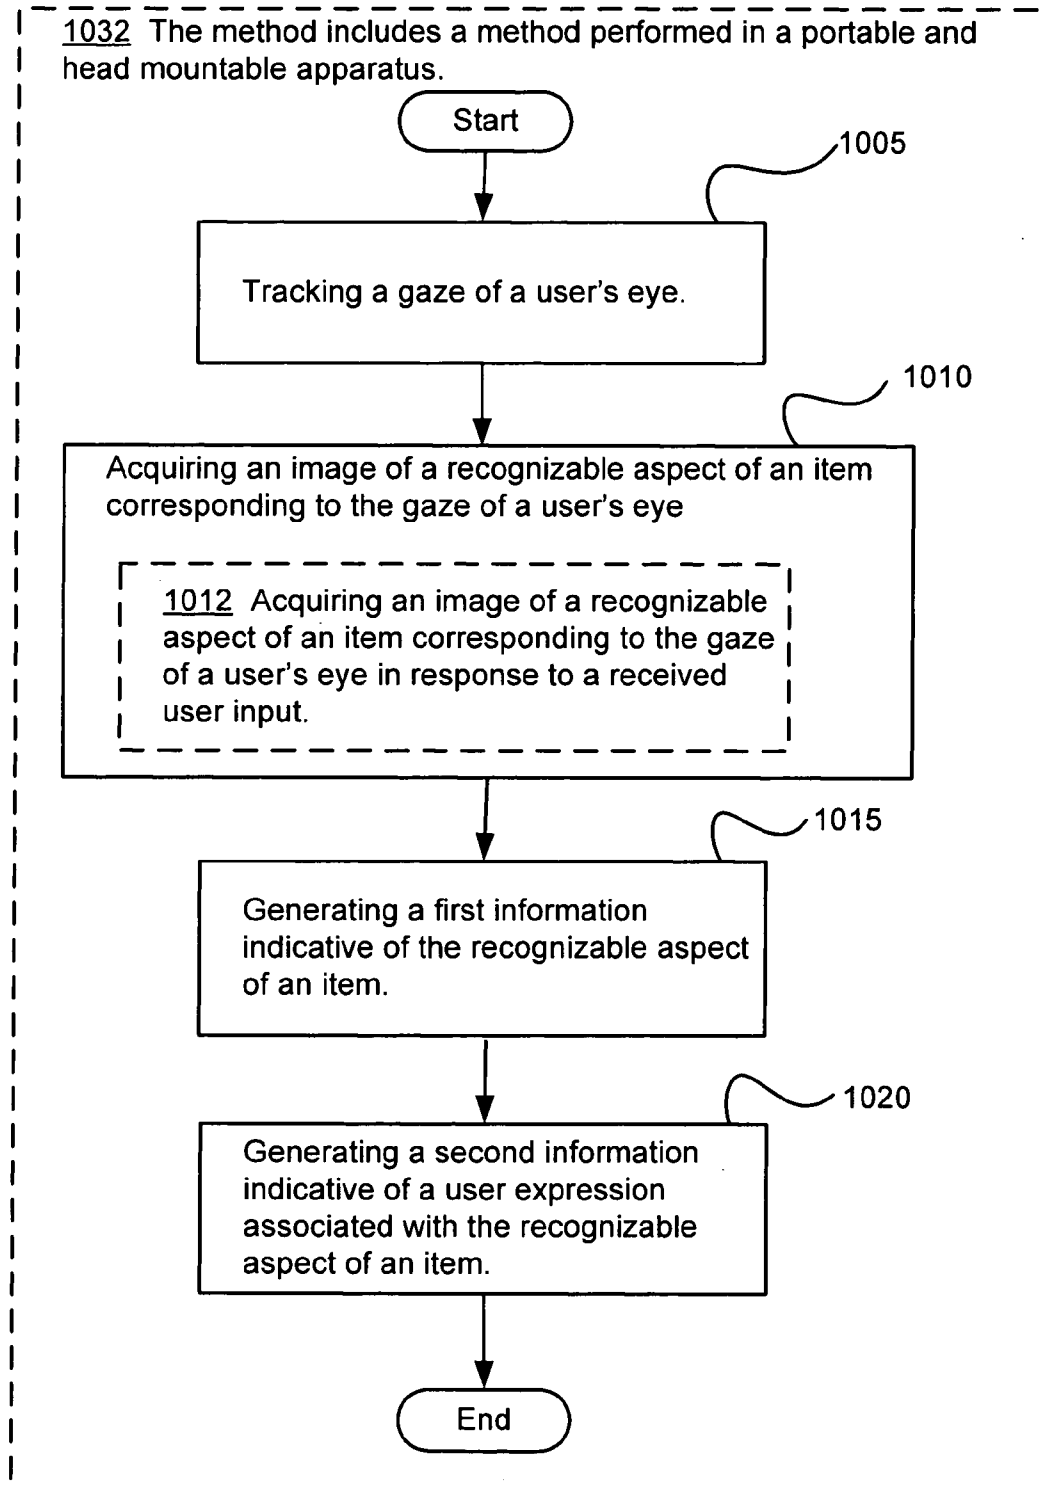 1032 The method includes a method performed in a portable and
head mountable apparatus.
Start
1005
Tracking a gaze of a user's eye.
1010
Acquiring an image of a recognizable aspect of an item
corresponding to the gaze of a user's eye
1012 Acquiring an image of a recognizable
aspect of an item corresponding to the gaze
of a user's eye in response to a received
user input.
1015
Generating a first information
indicative of the recognizable aspect
of an item.
1020
Generating a second information
indicative of a user expression
associated with the recognizable
aspect of an item.
End